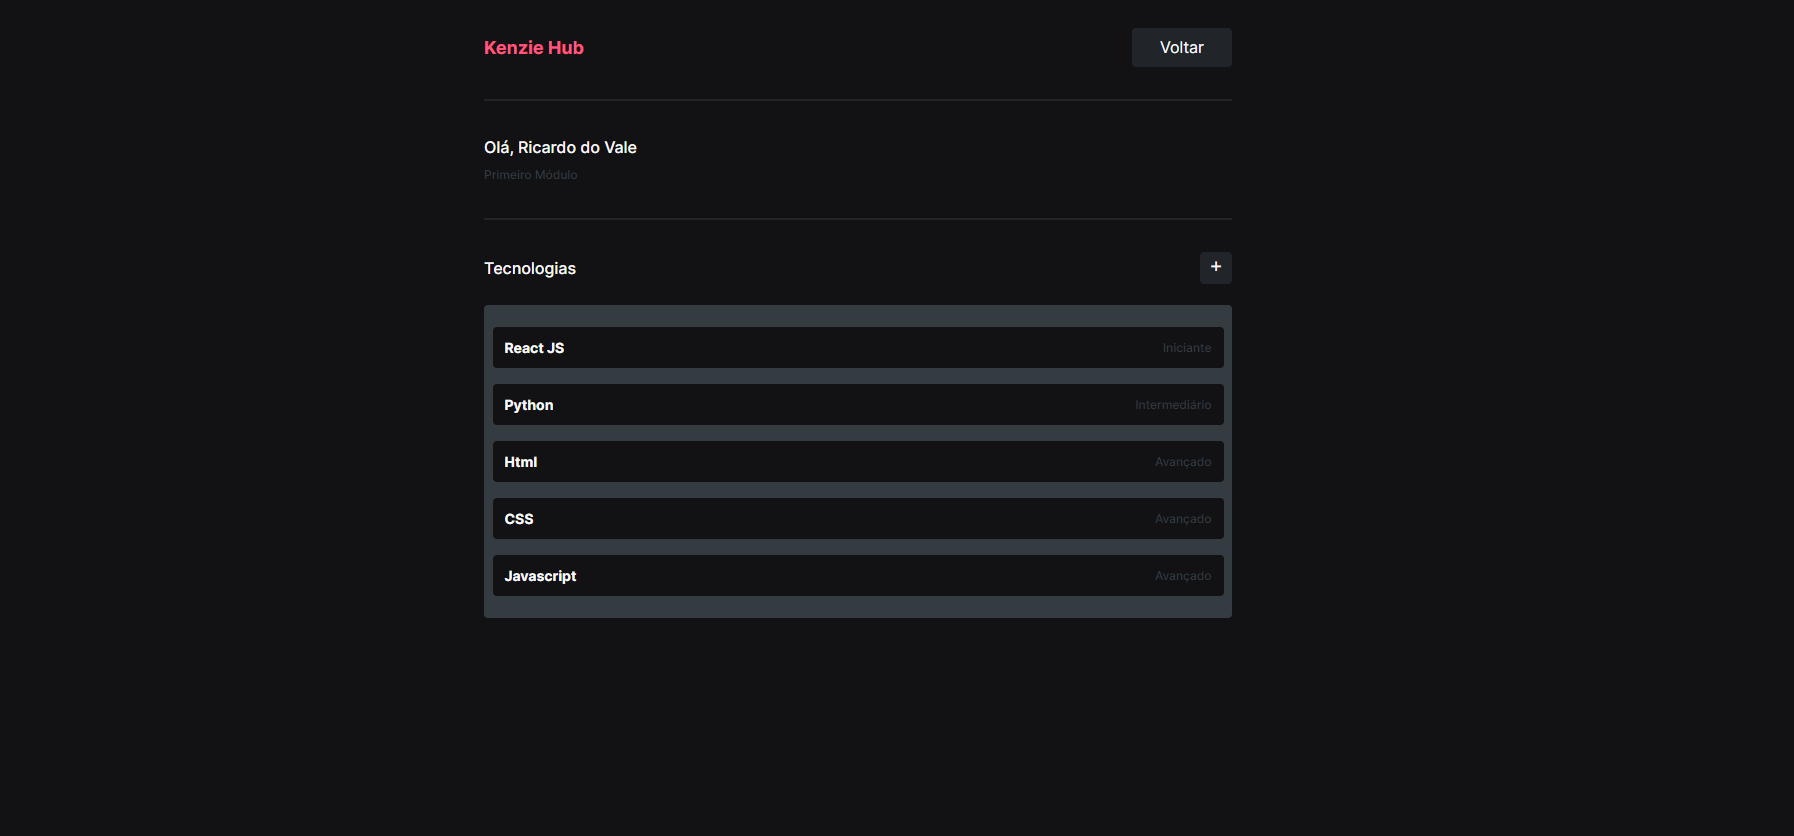 Kenzie Hub
Voltar
Olá, Ricardo do Vale
Primeiro Módulo
Tecnologias
+
React JS
Iniciante
Python
Intermediário
Html
Avançado
CSS
Avançado
Javascript
Avançado